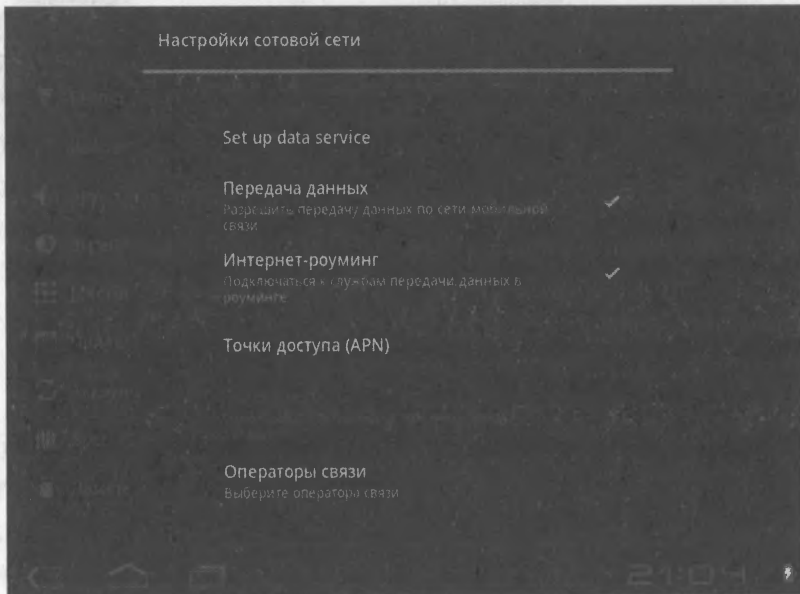 Настройки сотовой сети
Set up data service
Передача данных
Разрешить передачу данных по сети мобильной
связи
Интернет-роуминг
Подключаться к службам передачи данных в
роуминге
Точки доступа (APN)
Операторы связи
Выберите оператора связи
21:04